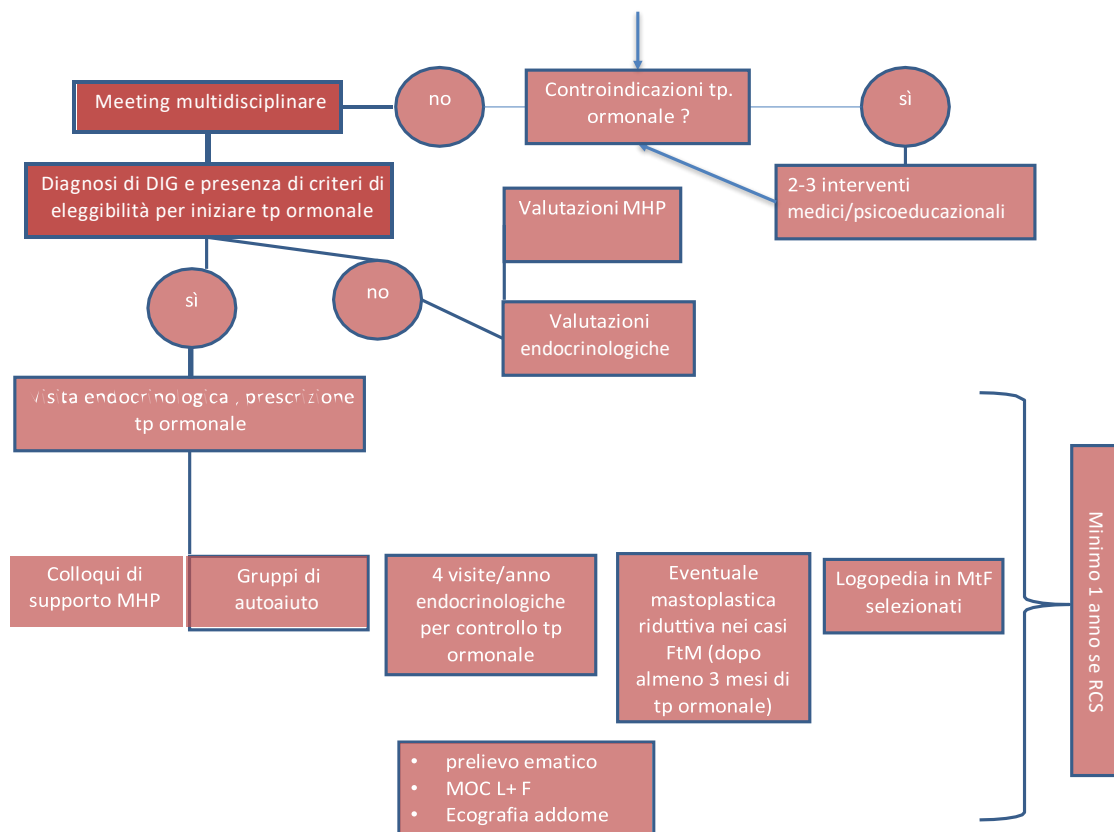 Controindicazioni tp.
ormonale ?
no
sì
Meeting multidisciplinare
2-3 interventi
medici/psicoeducazionali
Diagnosi di DIG e presenza di criteri di
eleggibilità per iniziare tp ormonale
Valutazioni MHP
sì
no
Valutazioni
endocrinologiche
endocrinologica , prescrizione
tp ormonale
Colloqui di
supporto MHP
Gruppi di
autoaiuto
4 visite/anno
endocrinologiche
per controllo tp
ormonale
Eventuale
mastoplastica
riduttiva nei casi
FtM (dopo
almeno 3 mesi di
tp ormonale)
Logopedia in MtF
selezionati
Minimo 1 anno se RCS
• prelievo ematico
• MOC L+ F
• Ecografia addome